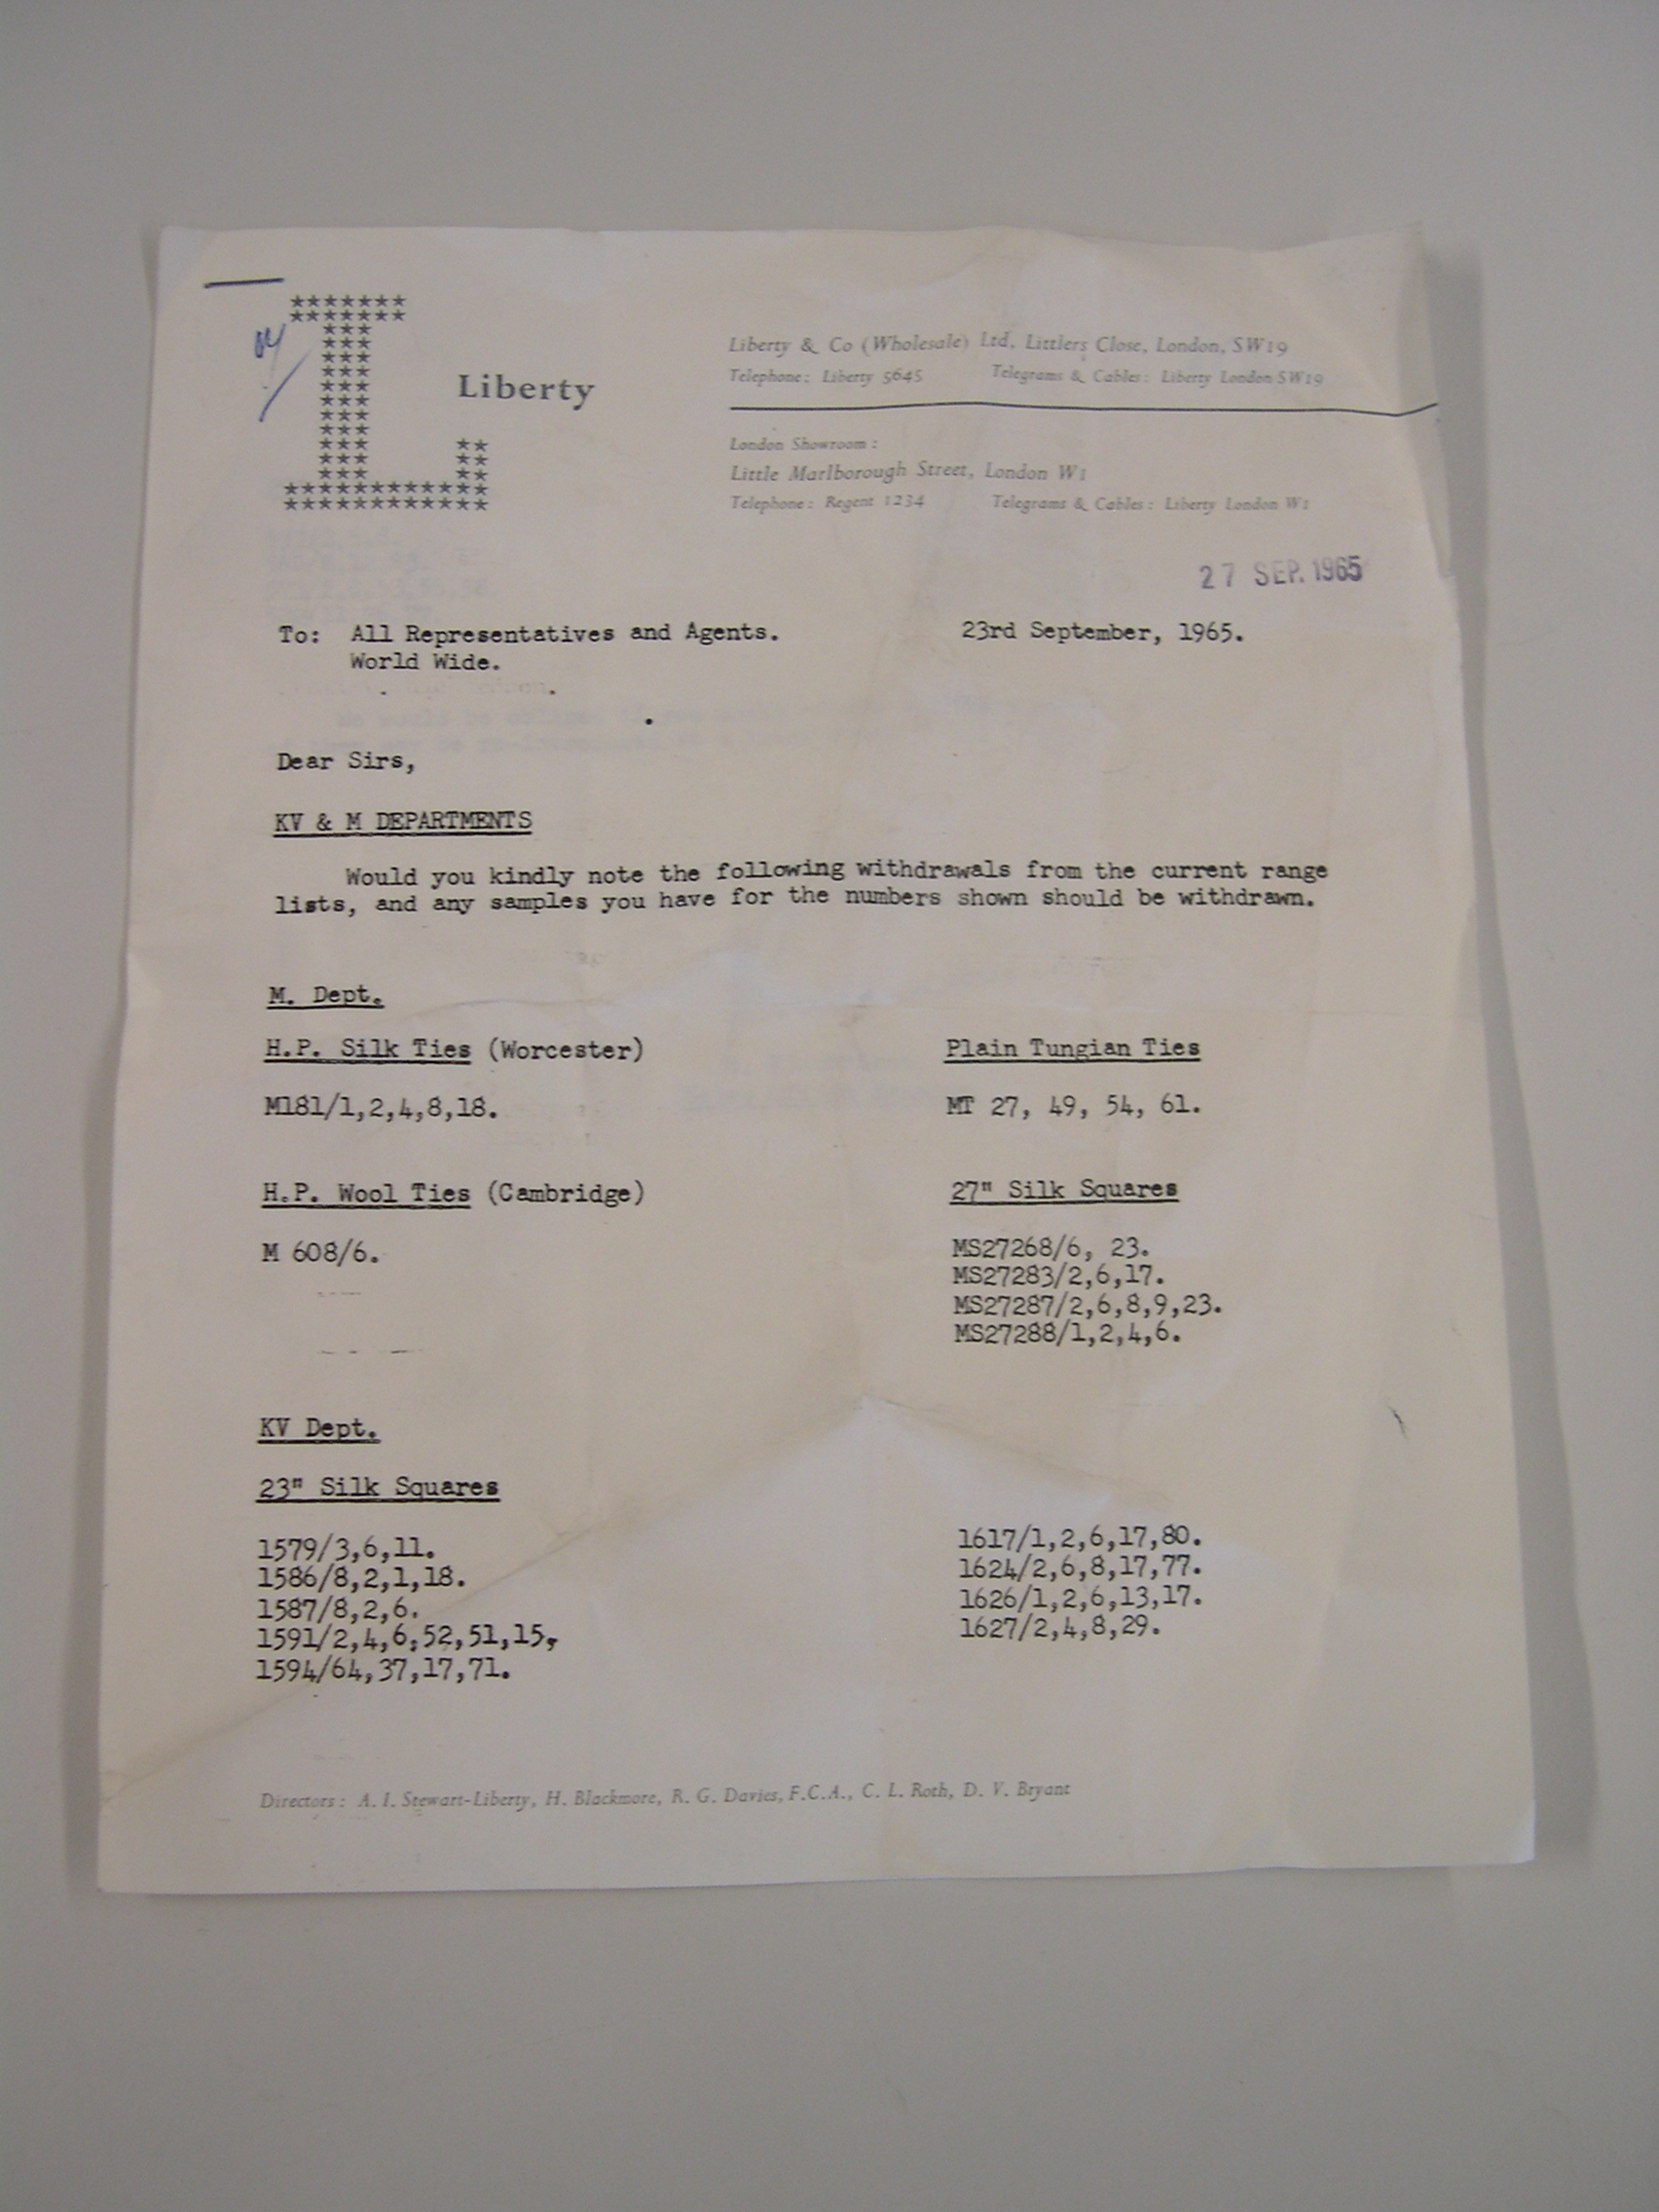 Liberty
Liberty & Co (Wholesale) Ltd, Littlers Close, London, SW19
Telephone: Liberty 5645 Telegrams & Cables: Liberty London SW19
London Showroom:
Little Marlborough Street, London W1
Telephone: Regent 1234 Telegrams & Cables: Liberty London W1
27 SEP. 1965
To: All Representatives and Agents. 23rd September, 1965.
World Wide.
Dear Sirs,
KV & M DEPARTMENTS
Would you kindly note the following withdrawals from the current range
lists, and any samples you have for the numbers shown should be withdrawn.
M. Dept.
H.P. Silk Ties (Worcester)
M181/1,2,4,8,18.
Plain Tungian Ties
MT 27, 49, 54, 61.
H.P. Wool Ties (Cambridge)
M 608/6.
27" Silk Squares
MS27268/6, 23.
MS27283/2,6,17.
MS27287/2,6,8,9,23.
MS27288/1,2,4,6.
KV Dept.
23" Silk Squares
1579/3,6,11.
1586/8,2,1,18.
1587/8,2,6.
1591/2,4,6,52,51,15,
1594/64,37,17,71.
1617/1,2,6,17,80.
1624/2,6,8,17,77.
1626/1,2,6,13,17.
1627/2,4,8,29.
Directors: A. I. Stewart-Liberty, H. Blackmore, R. G. Davies, F.C.A., C. L. Roth, D. V. Bryant